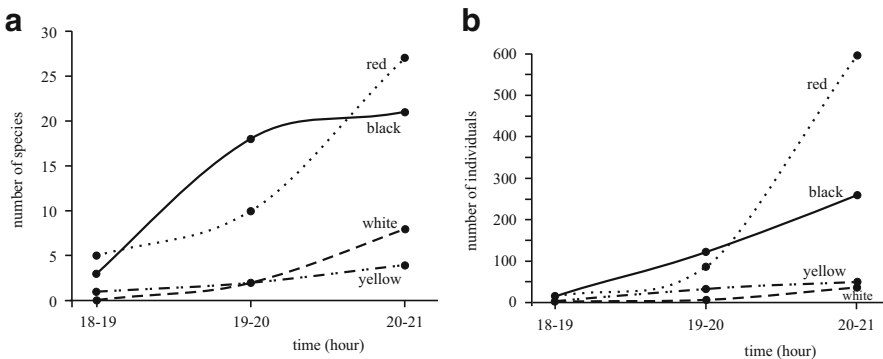 a
number of species
30
25
20
15
10
5
0
red
black
white
yellow
18-19
19-20
20-21
time (hour)
b
number of individuals
600
500
400
300
200
100
0
red
black
yellow
white
18-19
19-20
20-21
time (hour)